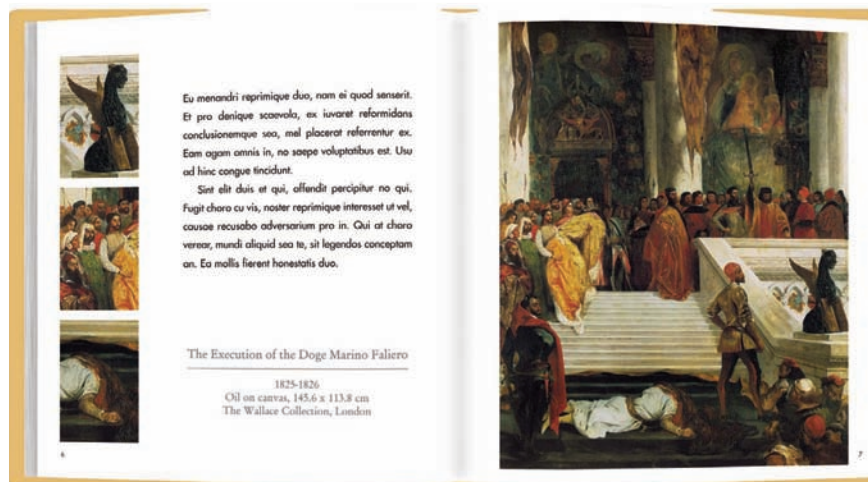 Eu menandri reprimique duo, nam ei quod senserit.
Et pro denique scaevola, ex iuvaret reformidans
conclusionemque sea, mel placerat referrentur ex.
Eam agam omnis in, no saepe voluptatibus est. Usu
ad hinc congue tincidunt.
Sint elit duis et qui, offendit percipitur no qui.
Fugit choro cu vis, noster reprimique interesset ut vel,
causae recusabo adversarium pro in. Qui at choro
verear, mundi aliquid sea te, sit legendos conceptam
an. Ea mollis fierent honestatis duo.
The Execution of the Doge Marino Faliero
1825-1826
Oil on canvas, 145.6 x 113.8 cm
The Wallace Collection, London
6
7